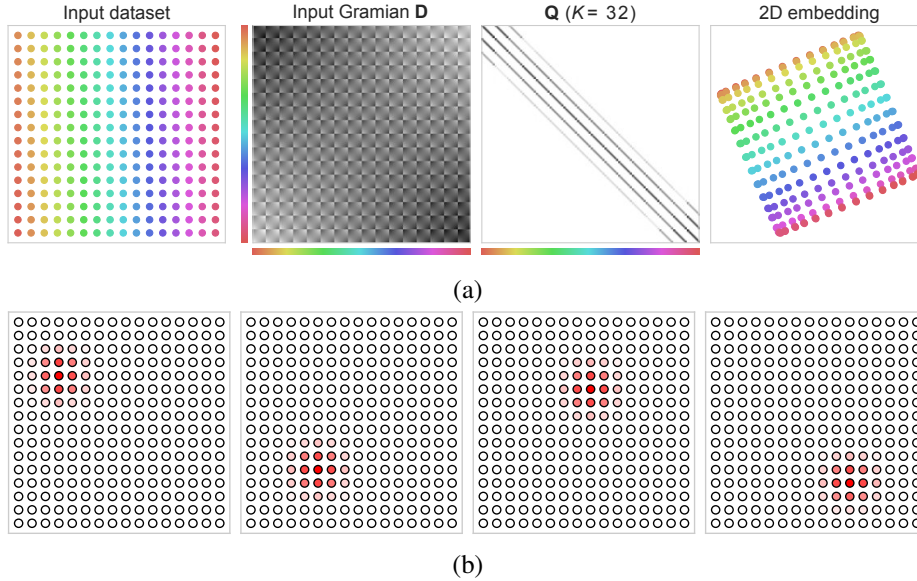 Input dataset
Input Gramian D
Q (K = 32)
2D embedding
(a)
(b)